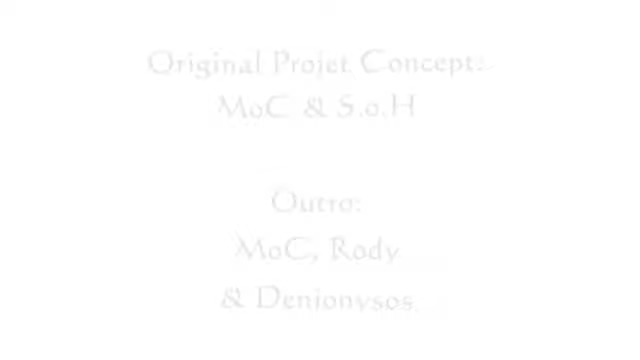 Original Projet Concept:
MoC & S.o.H
Outro:
MoC, Rody
& Denionysos